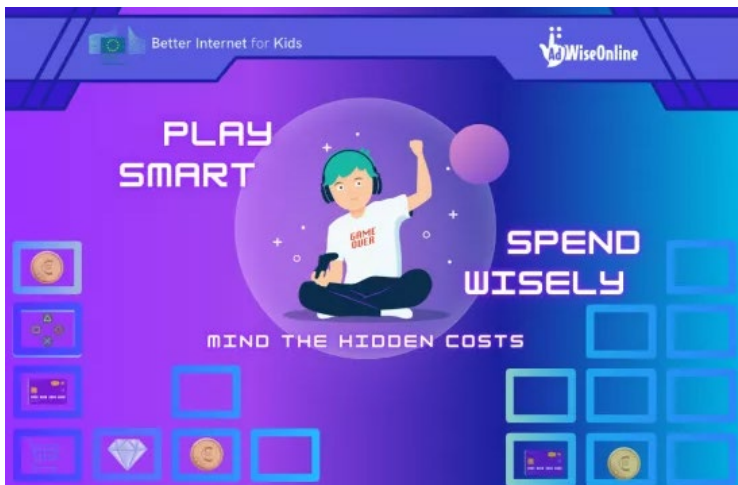 Better Internet for Kids
AdWiseOnline
PLAY
SMART
GAME
OVER
SPEND
WISELY
MIND THE HIDDEN COSTS